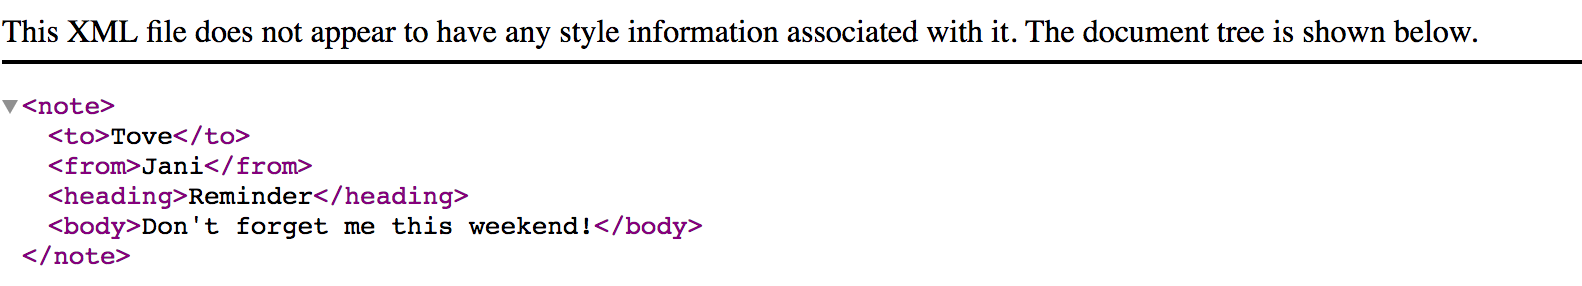 This XML file does not appear to have any style information associated with it. The document tree is shown below.
<note>
<to>Tove</to>
<from>Jani</from>
<heading>Reminder</heading>
<body>Don't forget me this weekend!</body>
</note>